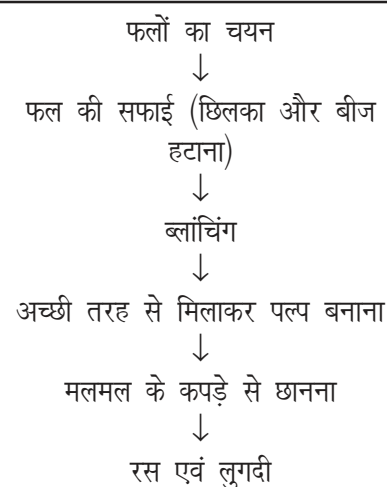 फलों का चयन
↓
फल की सफाई (छिलका और बीज
हटाना)
↓
ब्लांचिंग
↓
अच्छी तरह से मिलाकर पल्प बनाना
↓
मलमल के कपड़े से छानना
↓
रस एवं लुगदी